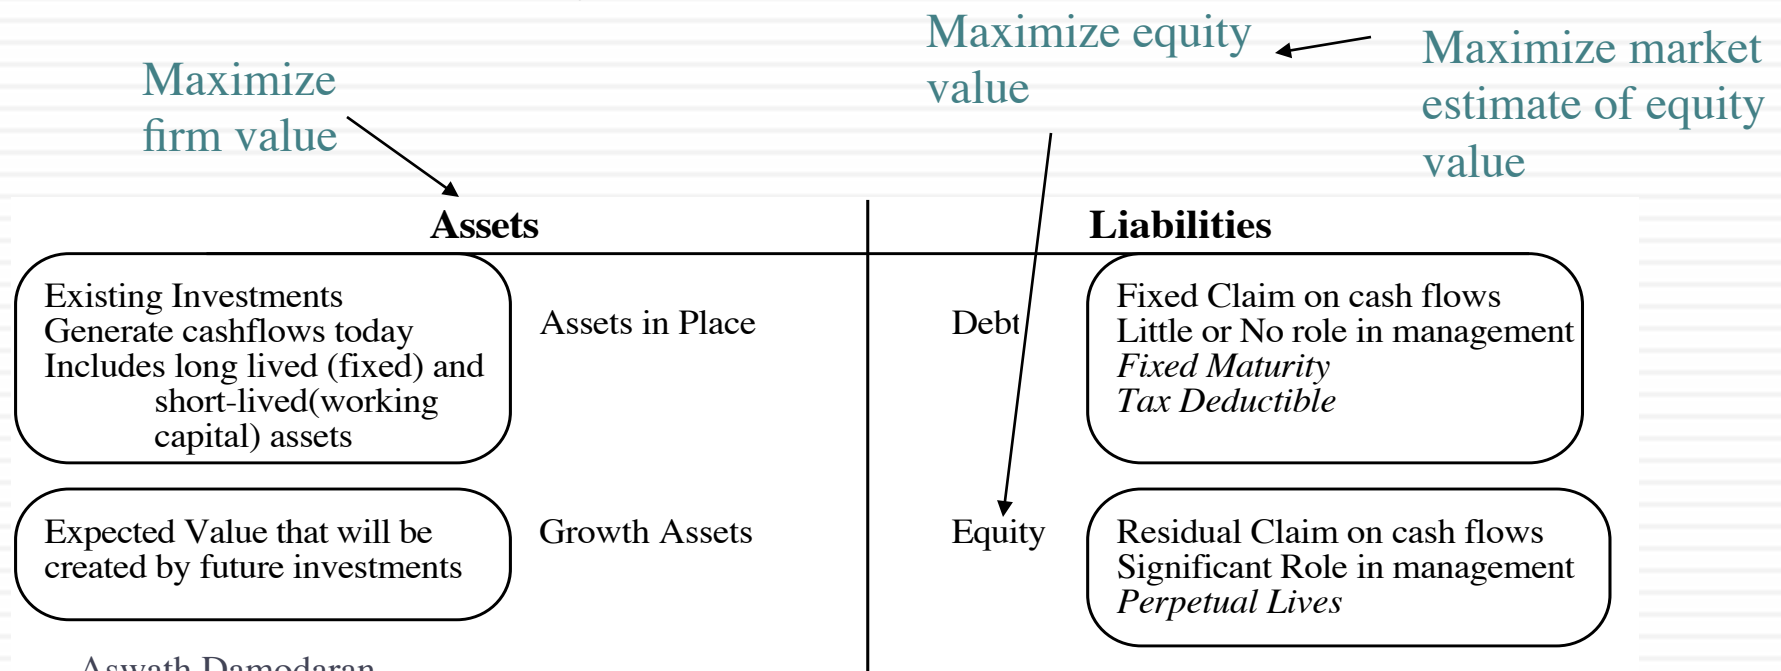 Maximize
firm value
Maximize equity
value
Maximize market
estimate of equity
value
Assets
Liabilities
Existing Investments
Generate cashflows today
Includes long lived (fixed) and
short-lived(working
capital) assets
Assets in Place
Debt
Fixed Claim on cash flows
Little or No role in management
Fixed Maturity
Tax Deductible
Expected Value that will be
created by future investments
Growth Assets
Equity
Residual Claim on cash flows
Significant Role in management
Perpetual Lives
Aswath Damodaran